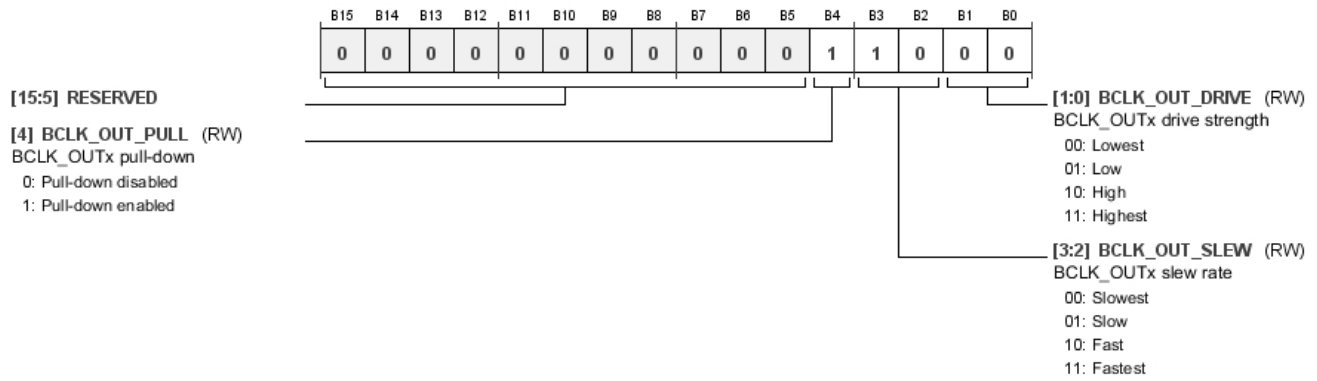 B15 B14 B13 B12 B11 B10 B9 B8 B7 B6 B5 B4 B3 B2 B1 B0
0 0 0 0 0 0 0 0 0 0 0 1 1 0 0 0
[15:5] RESERVED
[4] BCLK_OUT_PULL (RW)
BCLK_OUTx pull-down
0: Pull-down disabled
1: Pull-down enabled
[1:0] BCLK_OUT_DRIVE (RW)
BCLK_OUTx drive strength
00: Lowest
01: Low
10: High
11: Highest
[3:2] BCLK_OUT_SLEW (RW)
BCLK_OUTx slew rate
00: Slowest
01: Slow
10: Fast
11: Fastest